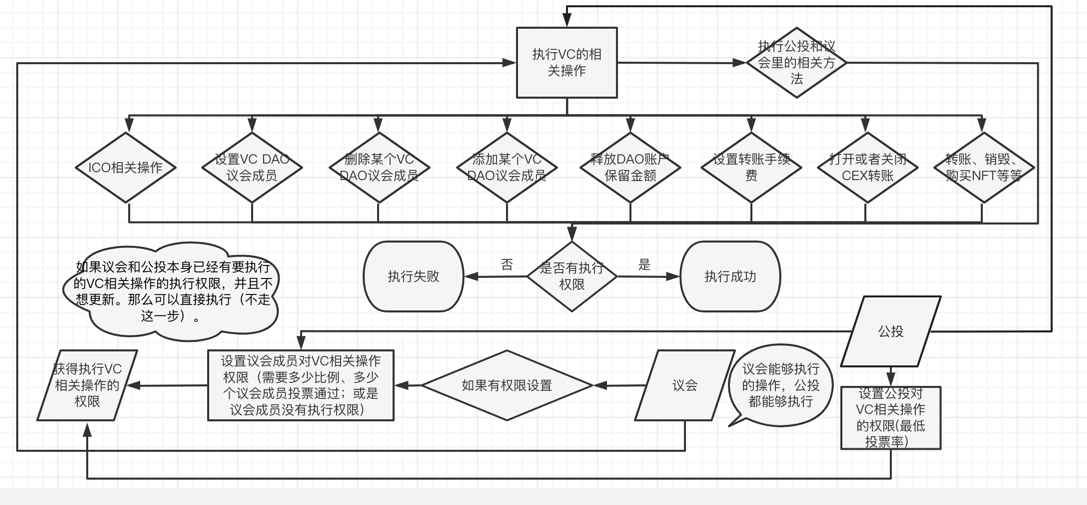 执行VC的相
关操作
执行公投和议
会里的相关方
法
ICO相关操作
设置VC DAO
议会成员
删除某个VC
DAO议会成员
添加某个VC
DAO议会成员
释放DAO账户
保留金额
设置转账手续
费
打开或者关闭
CEX转账
转账、销毁、
购买NFT等等
如果议会和公投本身已经有要执行
的VC相关操作的执行权限，并且不
想更新。那么可以直接执行（不走
这一步）。
执行失败
否
是否有执行
权限
是
执行成功
公投
获得执行VC
相关操作的
权限
设置议会成员对VC相关操作
权限（需要多少比例、多少
个议会成员投票通过；或是
议会成员没有执行权限）
如果有权限设置
议会
议会能够执行
的操作，公投
都能够执行
设置公投对
VC相关操作
的权限(最低
投票率)